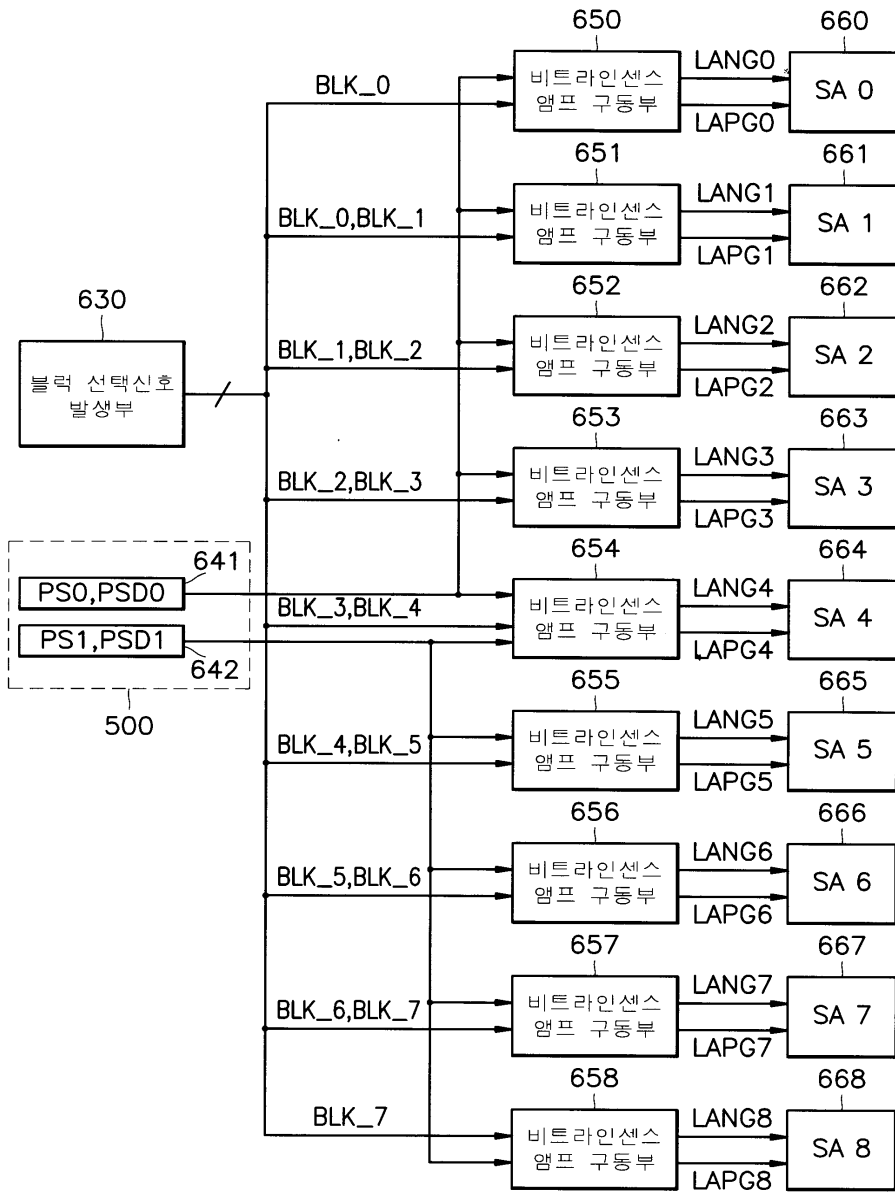 650
660
BLK_0
비트라인센스
앰프 구동부
LANG0
LAPG0
SA 0
651
661
BLK_0,BLK_1
비트라인센스
앰프 구동부
LANG1
LAPG1
SA 1
652
662
BLK_1,BLK_2
비트라인센스
앰프 구동부
LANG2
LAPG2
SA 2
630
블럭 선택신호
발생부
653
663
BLK_2,BLK_3
비트라인센스
앰프 구동부
LANG3
LAPG3
SA 3
641
PS0,PSD0
PS1,PSD1
642
500
654
664
BLK_3,BLK_4
비트라인센스
앰프 구동부
LANG4
LAPG4
SA 4
655
665
BLK_4,BLK_5
비트라인센스
앰프 구동부
LANG5
LAPG5
SA 5
656
666
BLK_5,BLK_6
비트라인센스
앰프 구동부
LANG6
LAPG6
SA 6
657
667
BLK_6,BLK_7
비트라인센스
앰프 구동부
LANG7
LAPG7
SA 7
658
668
BLK_7
비트라인센스
앰프 구동부
LANG8
LAPG8
SA 8